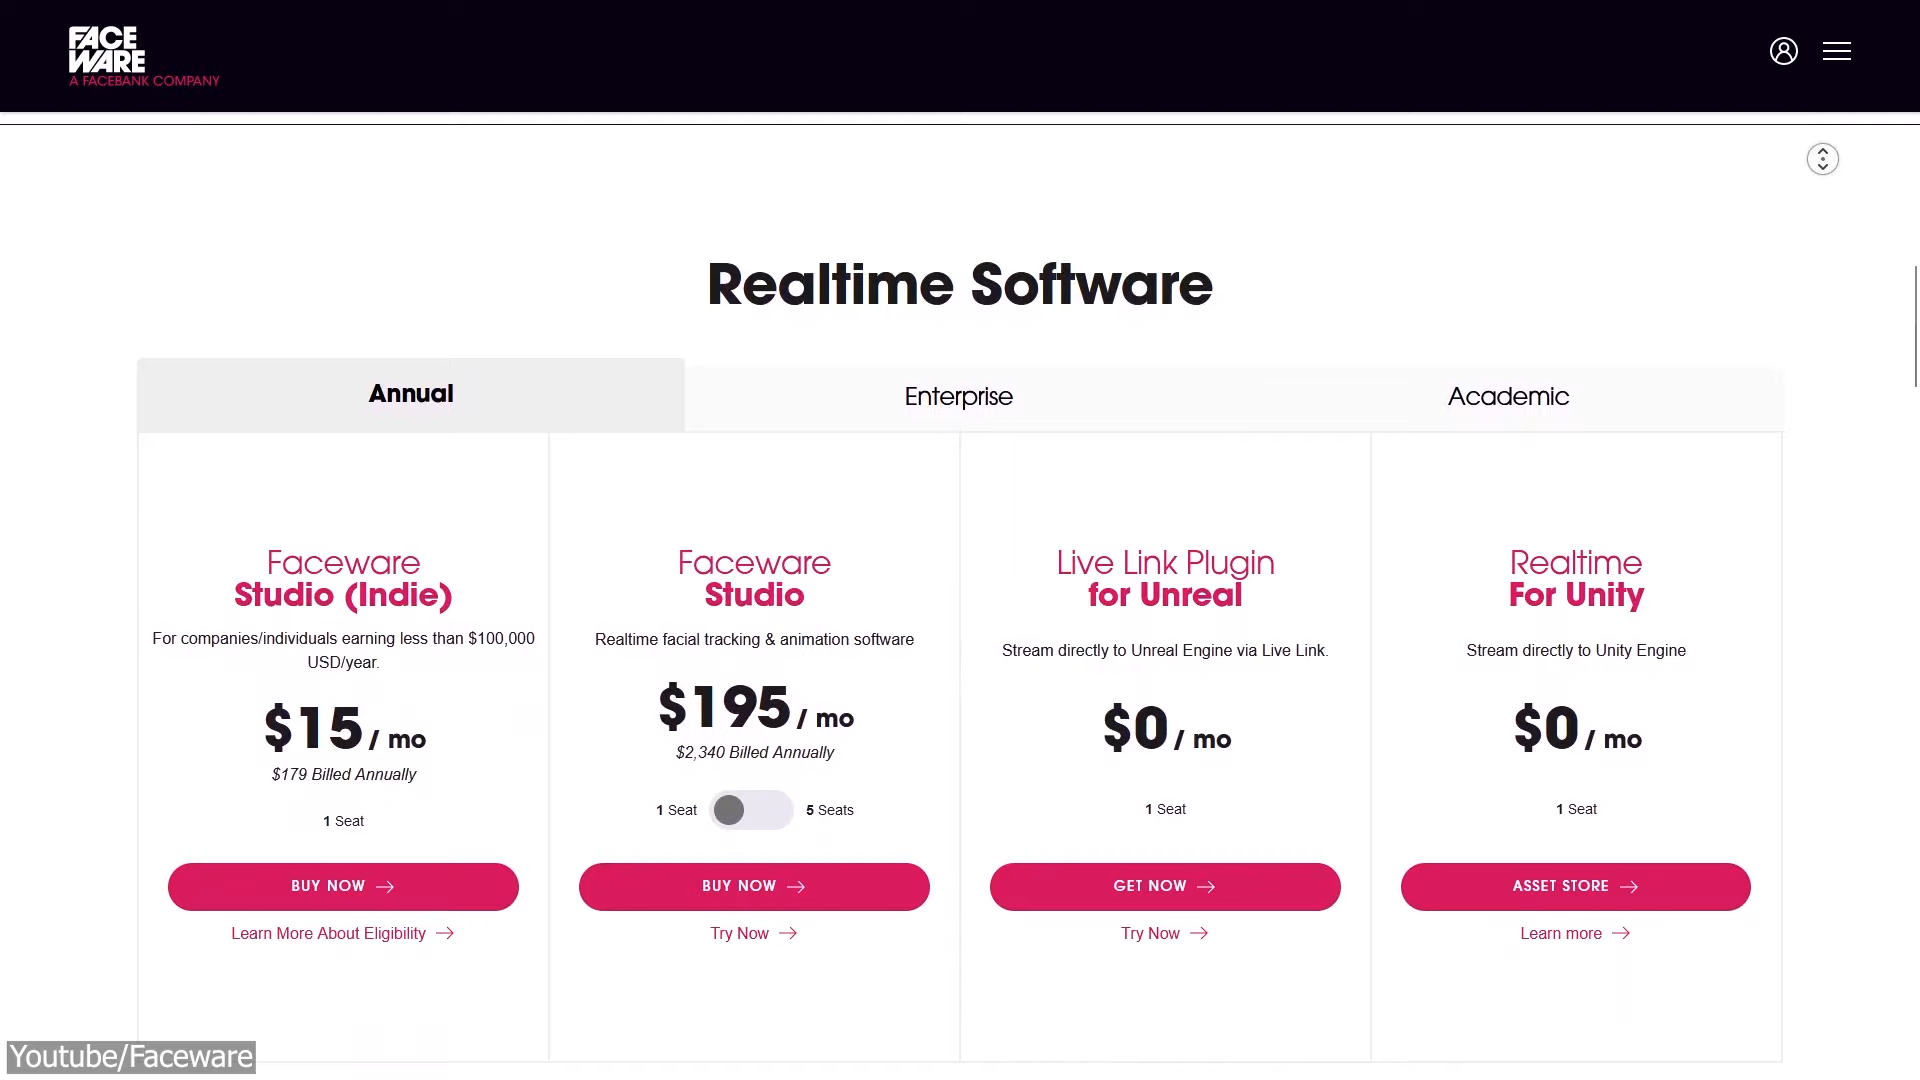 FACE
WARE
A FACEBANK COMPANY
Realtime Software
Annual
Enterprise
Academic
Faceware
Studio (Indie)
For companies/individuals earning less than $100,000
USD/year.
$15 / mo
$179 Billed Annually
1 Seat
BUY NOW
Learn More About Eligibility
Faceware
Studio
Realtime facial tracking & animation software
$195 / mo
$2,340 Billed Annually
1 Seat 5 Seats
BUY NOW
Try Now
Live Link Plugin
for Unreal
Stream directly to Unreal Engine via Live Link.
$0 / mo
1 Seat
GET NOW
Try Now
Realtime
For Unity
Stream directly to Unity Engine
$0 / mo
1 Seat
ASSET STORE
Learn more
Youtube/Faceware